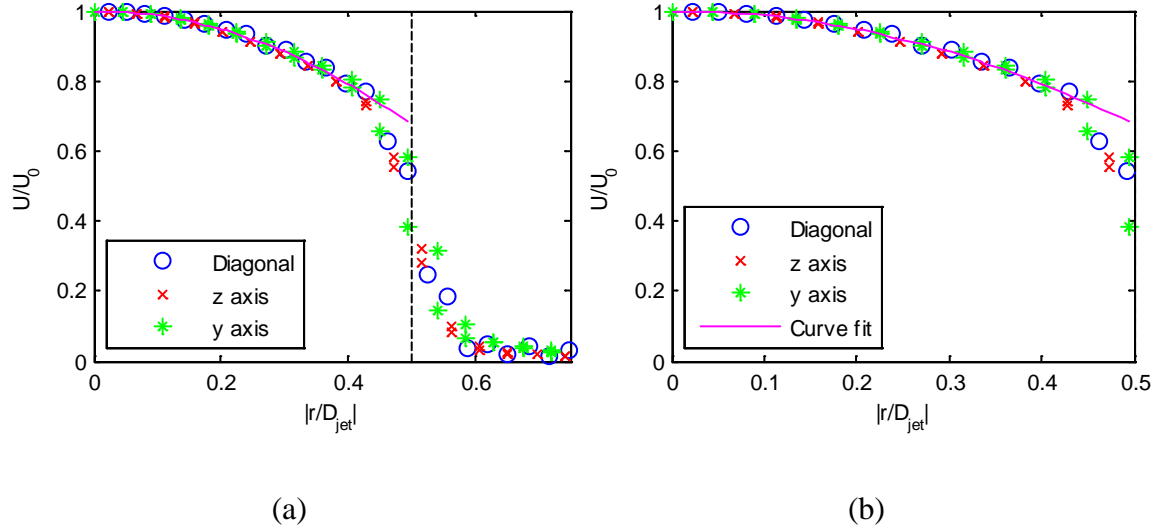 U/U0
1
0.8
0.6
0.4
0.2
0
0 0.2 0.4 0.6
|r/Djet|
Diagonal
z axis
y axis
(a)
U/U0
1
0.8
0.6
0.4
0.2
0
0 0.1 0.2 0.3 0.4 0.5
|r/Djet|
Diagonal
z axis
y axis
Curve fit
(b)